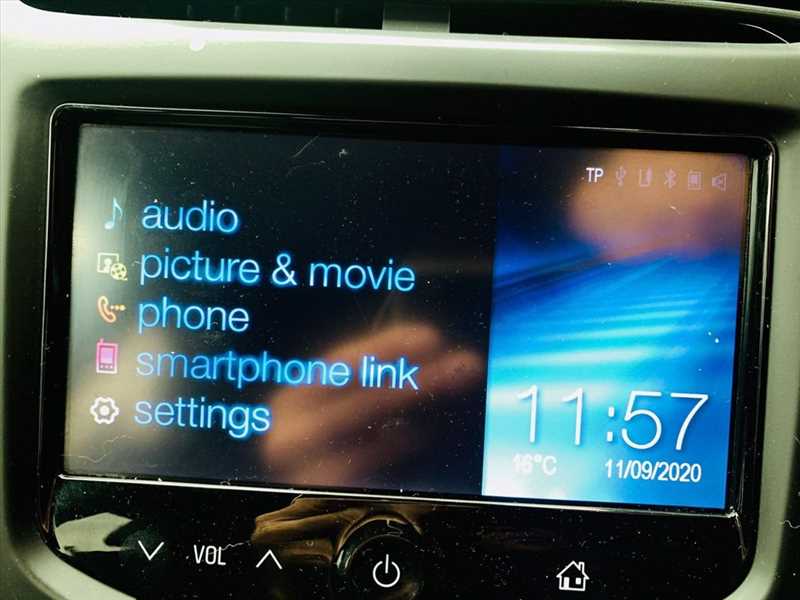 TP
audio
picture & movie
phone
smartphone link
settings
11:57
16°C 11/09/2020
VOL